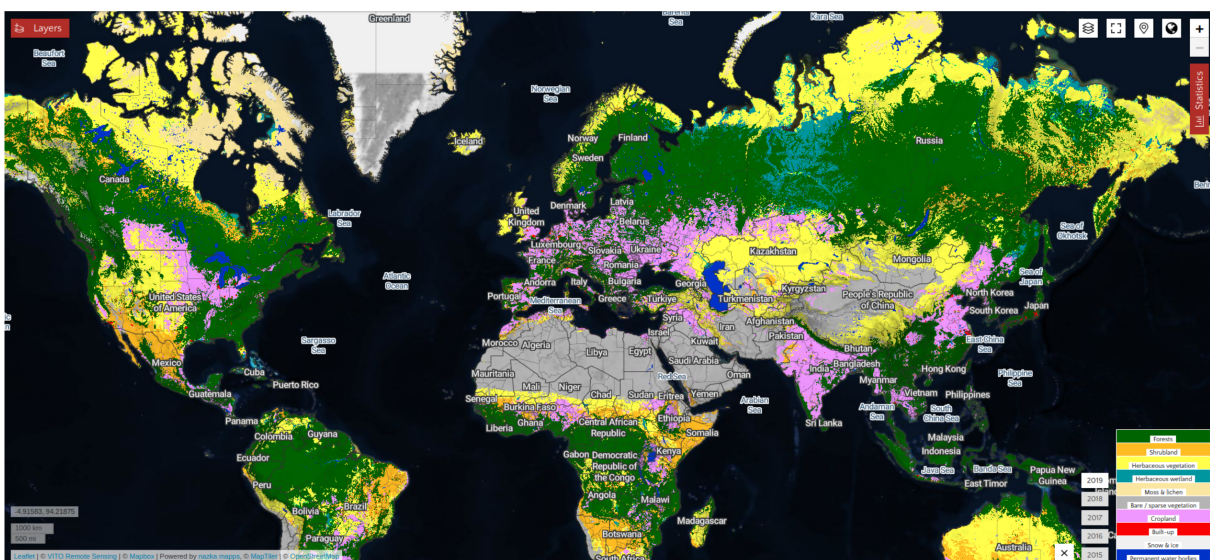 Layers
Greenland
Barents
Sea
Kara Sea
Beaufort
Sea
+
−
Statistics
Norwegian
Sea
Iceland
Norway
Finland
Sweden
Russia
Canada
Labrador
Sea
United
Kingdom
Denmark
Latvia
Belarus
Sea of
Okhotsk
Luxembourg
Slovakia
Ukraine
France
Romania
Kazakhstan
Mongolia
Atlantic
Ocean
Andorra
Italy
Bulgaria
Georgia
Kyrgyzstan
Sea of
Japan
United States
of America
Portugal
Mediterranean
Sea
Greece
Türkiye
Turkmenistan
People's Republic
of China
North Korea
South Korea
Japan
Syria
Afghanistan
Iran
Israel
Pakistan
Sargasso
Sea
Morocco
Algeria
Libya
Egypt
Kuwait
East China
Sea
Mexico
Saudi Arabia
Bhutan
Cuba
Mauritania
Red Sea
Oman
India
Bangladesh
Hong Kong
Philippine
Sea
Puerto Rico
Guatemala
Mali
Niger
Chad
Sudan
Eritrea
Yemen
Myanmar
Senegal
Arabian
Sea
Andaman
Sea
Vietnam
Philippines
South
China Sea
Burkina Faso
Panama
Liberia
Ghana
Central African
Republic
Ethiopia
Somalia
Sri Lanka
Colombia
Guyana
Malaysia
Ecuador
Gabon
Democratic
Republic of
the Congo
Kenya
Indonesia
Java Sea
Banda Sea
Papua New
Guinea
Peru
East Timor
Angola
Malawi
Brazil
Bolivia
Madagascar
Paraguay
Botswana
South Africa
Australia
-4.91583, 94.21875
1000 km
500 mi
Leaflet | © VITO Remote Sensing | © Mapbox | Powered by nazka mapps, © MapTiler | © OpenStreetMap
2019
2018
2017
2016
2015
Forests
Shrubland
Herbaceous vegetation
Herbaceous wetland
Moss & lichen
Bare / sparse vegetation
Cropland
Built-up
Snow & ice
Permanent water bodies